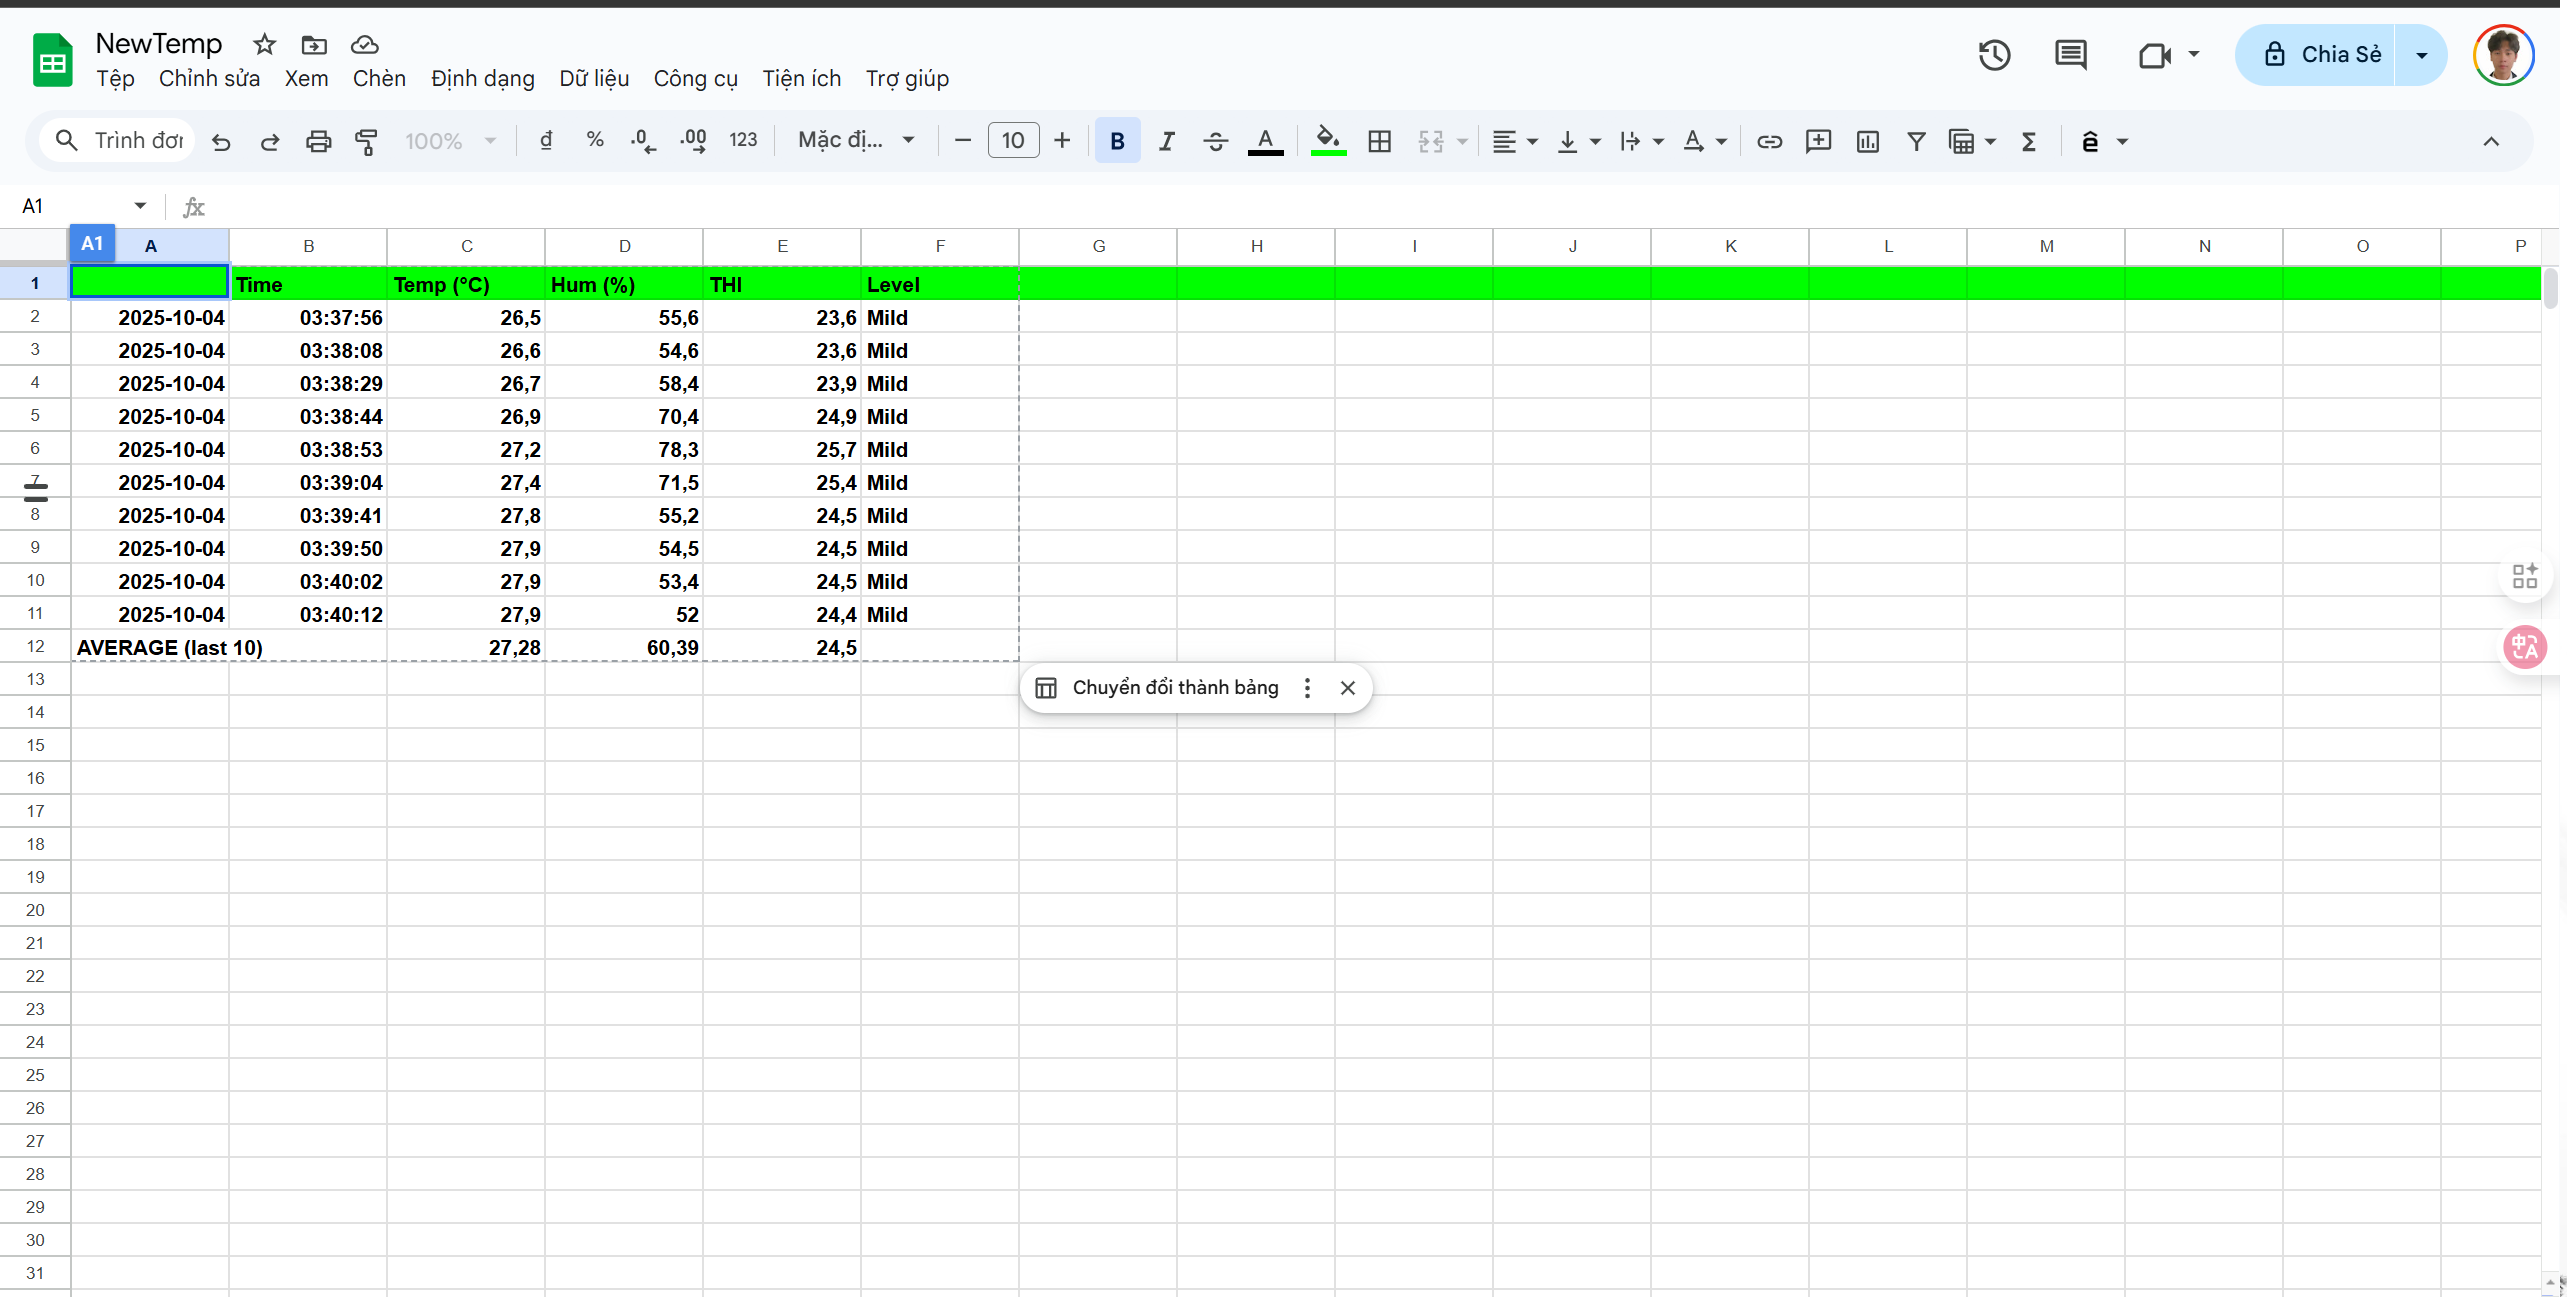 NewTemp
Tệp Chỉnh sửa Xem Chèn Định dạng Dữ liệu Công cụ Tiện ích Trợ giúp
Chia Sẻ
Trình đơn 100% đ % .0 .00 123 Mặc đị... 10 B I A A ê
A1 fx
A1 A B C D E F G H I J K L M N O P
1 Time Temp (°C) Hum (%) THI Level
2 2025-10-04 03:37:56 26,5 55,6 23,6 Mild
3 2025-10-04 03:38:08 26,6 54,6 23,6 Mild
4 2025-10-04 03:38:29 26,7 58,4 23,9 Mild
5 2025-10-04 03:38:44 26,9 70,4 24,9 Mild
6 2025-10-04 03:38:53 27,2 78,3 25,7 Mild
7 2025-10-04 03:39:04 27,4 71,5 25,4 Mild
8 2025-10-04 03:39:41 27,8 55,2 24,5 Mild
9 2025-10-04 03:39:50 27,9 54,5 24,5 Mild
10 2025-10-04 03:40:02 27,9 53,4 24,5 Mild
11 2025-10-04 03:40:12 27,9 52 24,4 Mild
12 AVERAGE (last 10) 27,28 60,39 24,5
中A
13
Chuyển đổi thành bảng
14
15
16
17
18
19
20
21
22
23
24
25
26
27
28
29
30
31